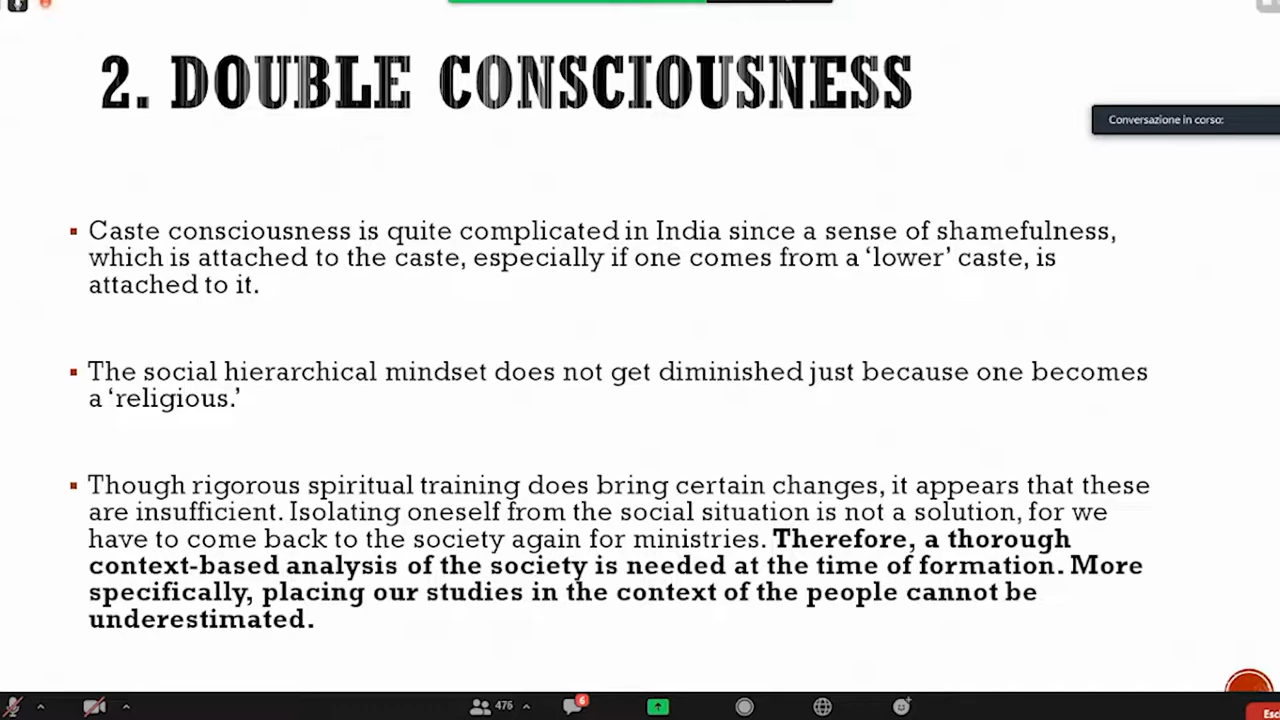 2. DOUBLE CONSCIOUSNESS
Conversazione in corso:
▪ Caste consciousness is quite complicated in India since a sense of shamefulness,
which is attached to the caste, especially if one comes from a ‘lower’ caste, is
attached to it.
▪ The social hierarchical mindset does not get diminished just because one becomes
a ‘religious.’
▪ Though rigorous spiritual training does bring certain changes, it appears that these
are insufficient. Isolating oneself from the social situation is not a solution, for we
have to come back to the society again for ministries. Therefore, a thorough
context-based analysis of the society is needed at the time of formation. More
specifically, placing our studies in the context of the people cannot be
underestimated.
476
6